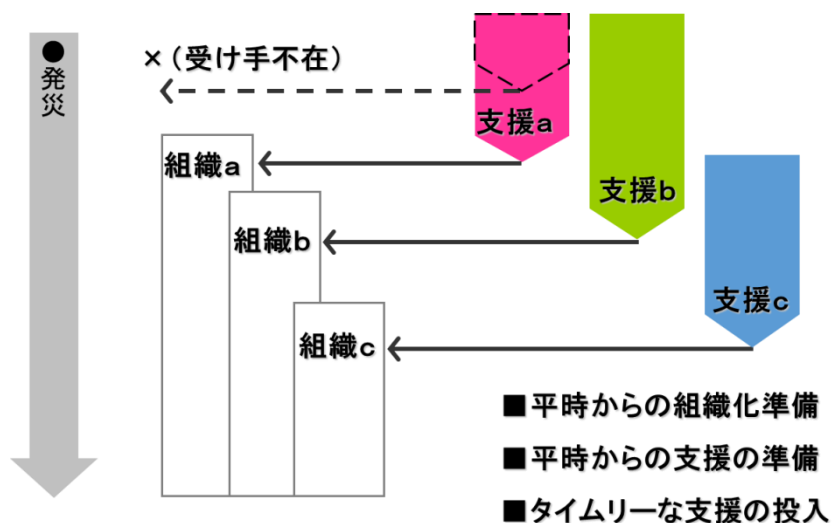 ●発災
×（受け手不在）
支援a
組織a
支援b
組織b
支援c
組織c
■平時からの組織化準備
■平時からの支援の準備
■タイムリーな支援の投入